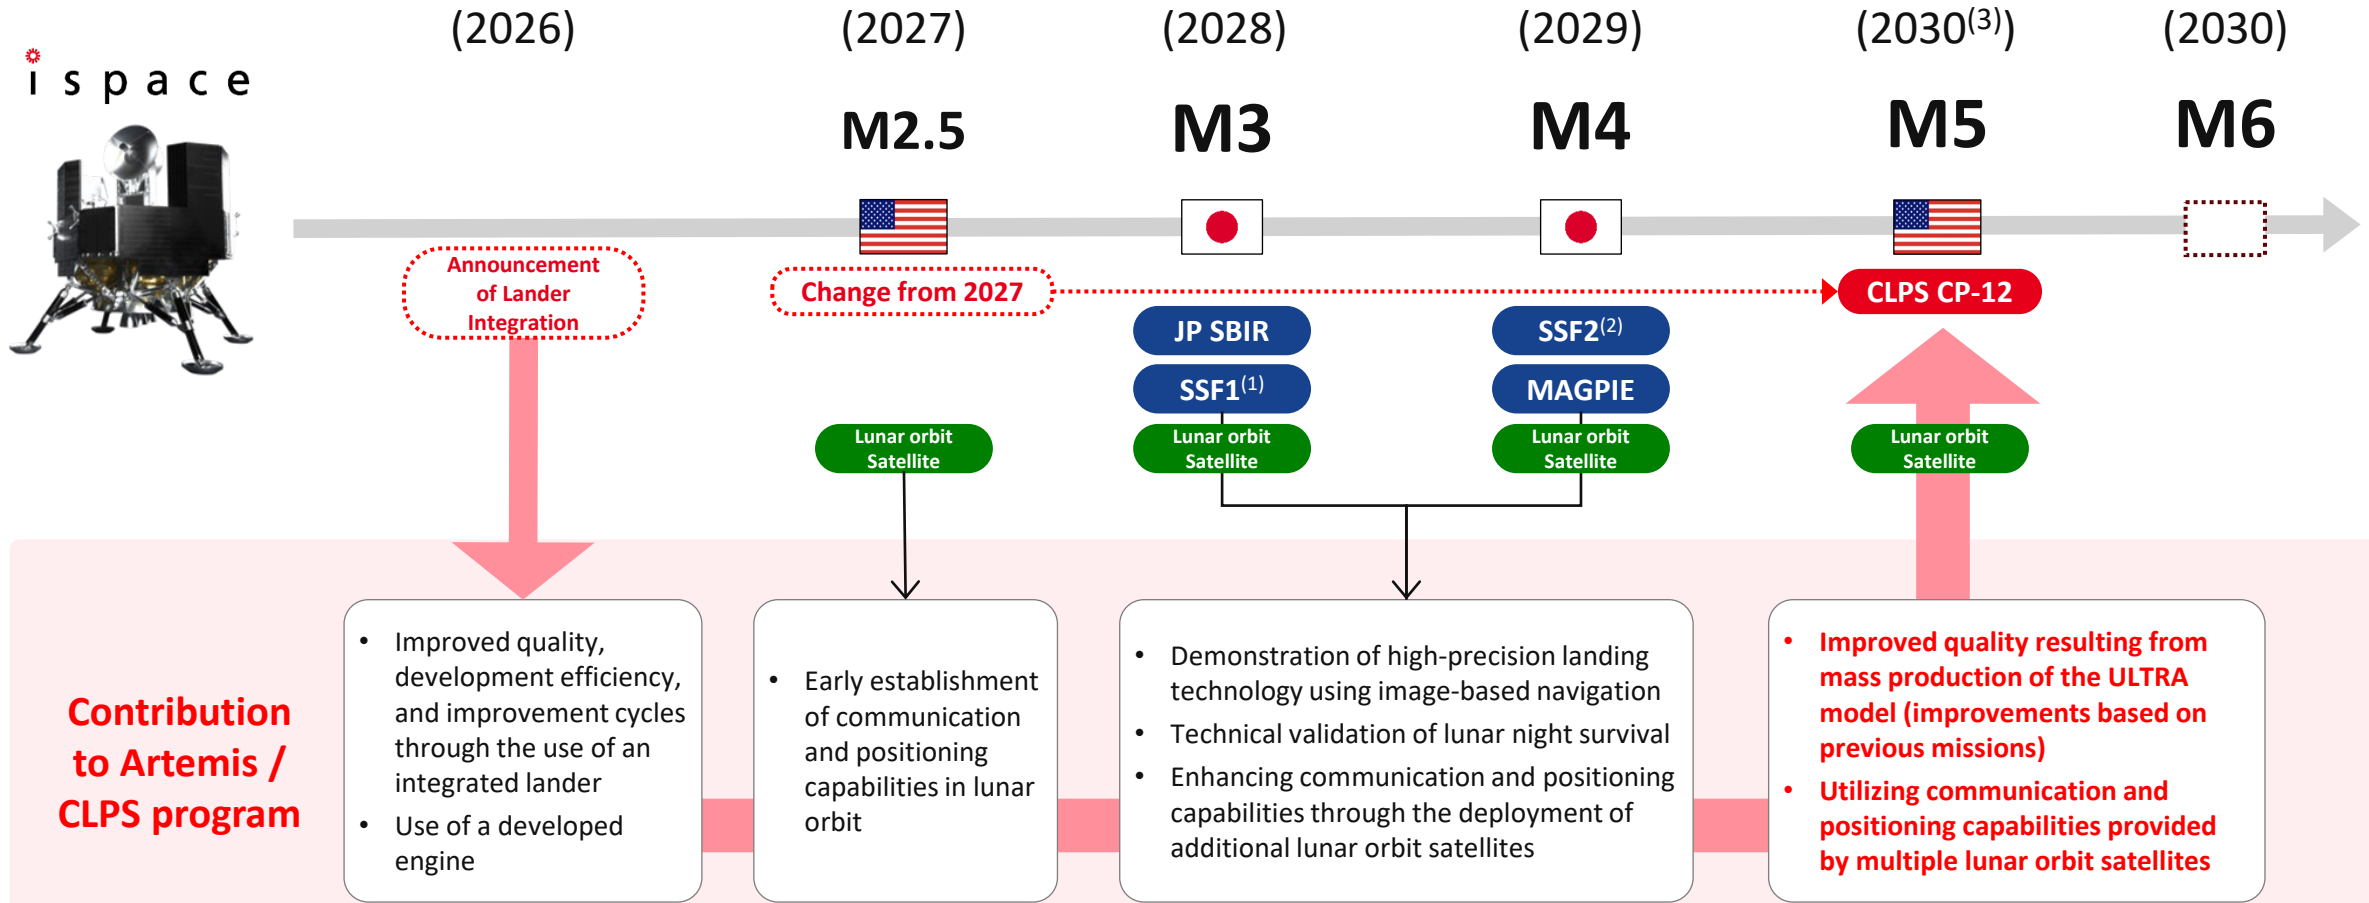 (2026)
(2027)
(2028)
(2029)
(2030(3))
(2030)
ispace
M2.5
M3
M4
M5
M6
Announcement
of Lander
Integration
Change from 2027
CLPS CP-12
JP SBIR
SSF2(2)
SSF1(1)
MAGPIE
Lunar orbit
Satellite
Lunar orbit
Satellite
Lunar orbit
Satellite
Lunar orbit
Satellite
Contribution
to Artemis /
CLPS program
• Improved quality,
development efficiency,
and improvement cycles
through the use of an
integrated lander
• Use of a developed
engine
• Early establishment
of communication
and positioning
capabilities in lunar
orbit
• Demonstration of high-precision landing
technology using image-based navigation
• Technical validation of lunar night survival
• Enhancing communication and positioning
capabilities through the deployment of
additional lunar orbit satellites
• Improved quality resulting from
mass production of the ULTRA
model (improvements based on
previous missions)
• Utilizing communication and
positioning capabilities provided
by multiple lunar orbit satellites